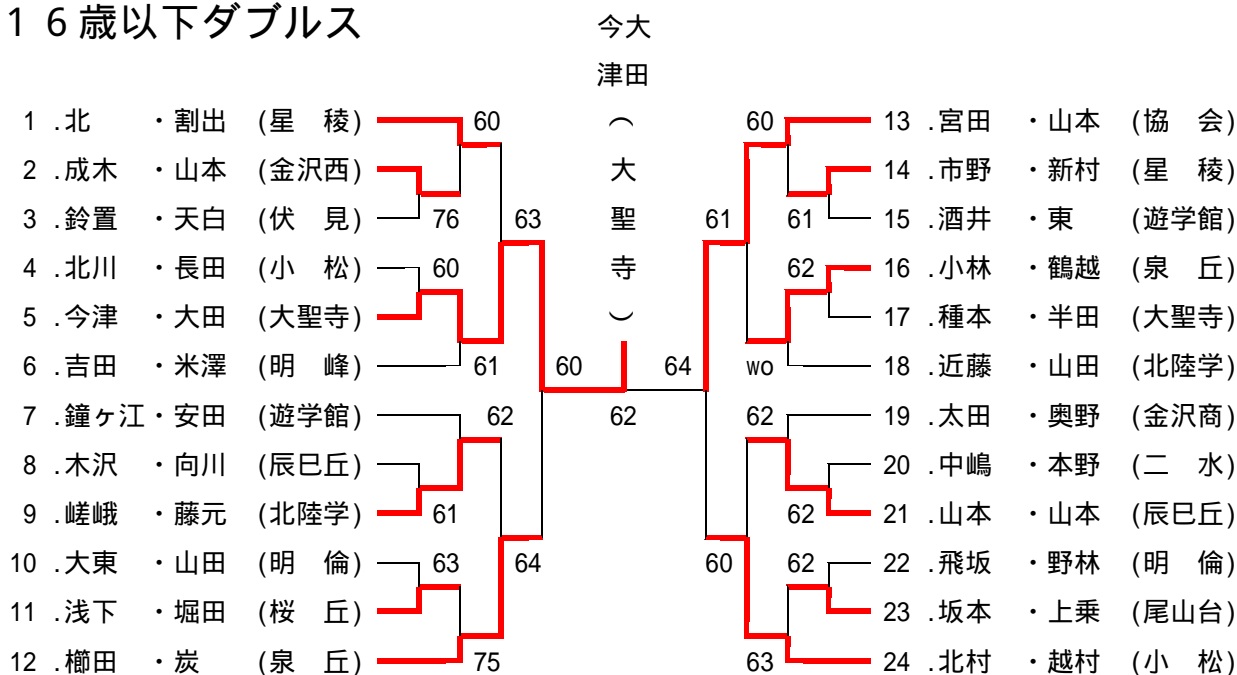 １６歳以下ダブルス
今大
津田
（大聖寺）
1 .北 ・割出 (星 稜) 60 60 13 .宮田 ・山本 (協 会)
2 .成木 ・山本 (金沢西) 14 .市野 ・新村 (星 稜)
3 .鈴置 ・天白 (伏 見) 76 63 61 61 15 .酒井 ・東 (遊学館)
4 .北川 ・長田 (小 松) 60 62 16 .小林 ・鶴越 (泉 丘)
5 .今津 ・大田 (大聖寺) 17 .種本 ・半田 (大聖寺)
6 .吉田 ・米澤 (明 峰) 61 60 64 wo 18 .近藤 ・山田 (北陸学)
7 .鐘ヶ江・安田 (遊学館) 62 62 62 19 .太田 ・奥野 (金沢商)
8 .木沢 ・向川 (辰巳丘) 20 .中嶋 ・本野 (二 水)
9 .嵯峨 ・藤元 (北陸学) 61 62 21 .山本 ・山本 (辰巳丘)
10 .大東 ・山田 (明 倫) 63 64 60 62 22 .飛坂 ・野林 (明 倫)
11 .浅下 ・堀田 (桜 丘) 23 .坂本 ・上乗 (尾山台)
12 .櫛田 ・炭 (泉 丘) 75 63 24 .北村 ・越村 (小 松)